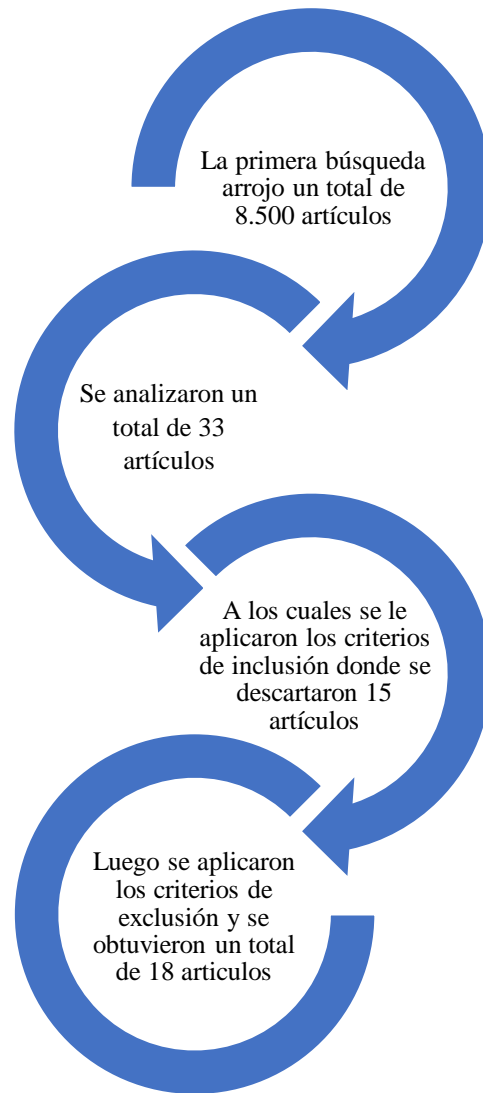 La primera búsqueda
arrojo un total de
8.500 artículos
Se analizaron un
total de 33
artículos
A los cuales se le
aplicaron los criterios
de inclusión donde se
descartaron 15
artículos
Luego se aplicaron
los criterios de
exclusión y se
obtuvieron un total
de 18 articulos